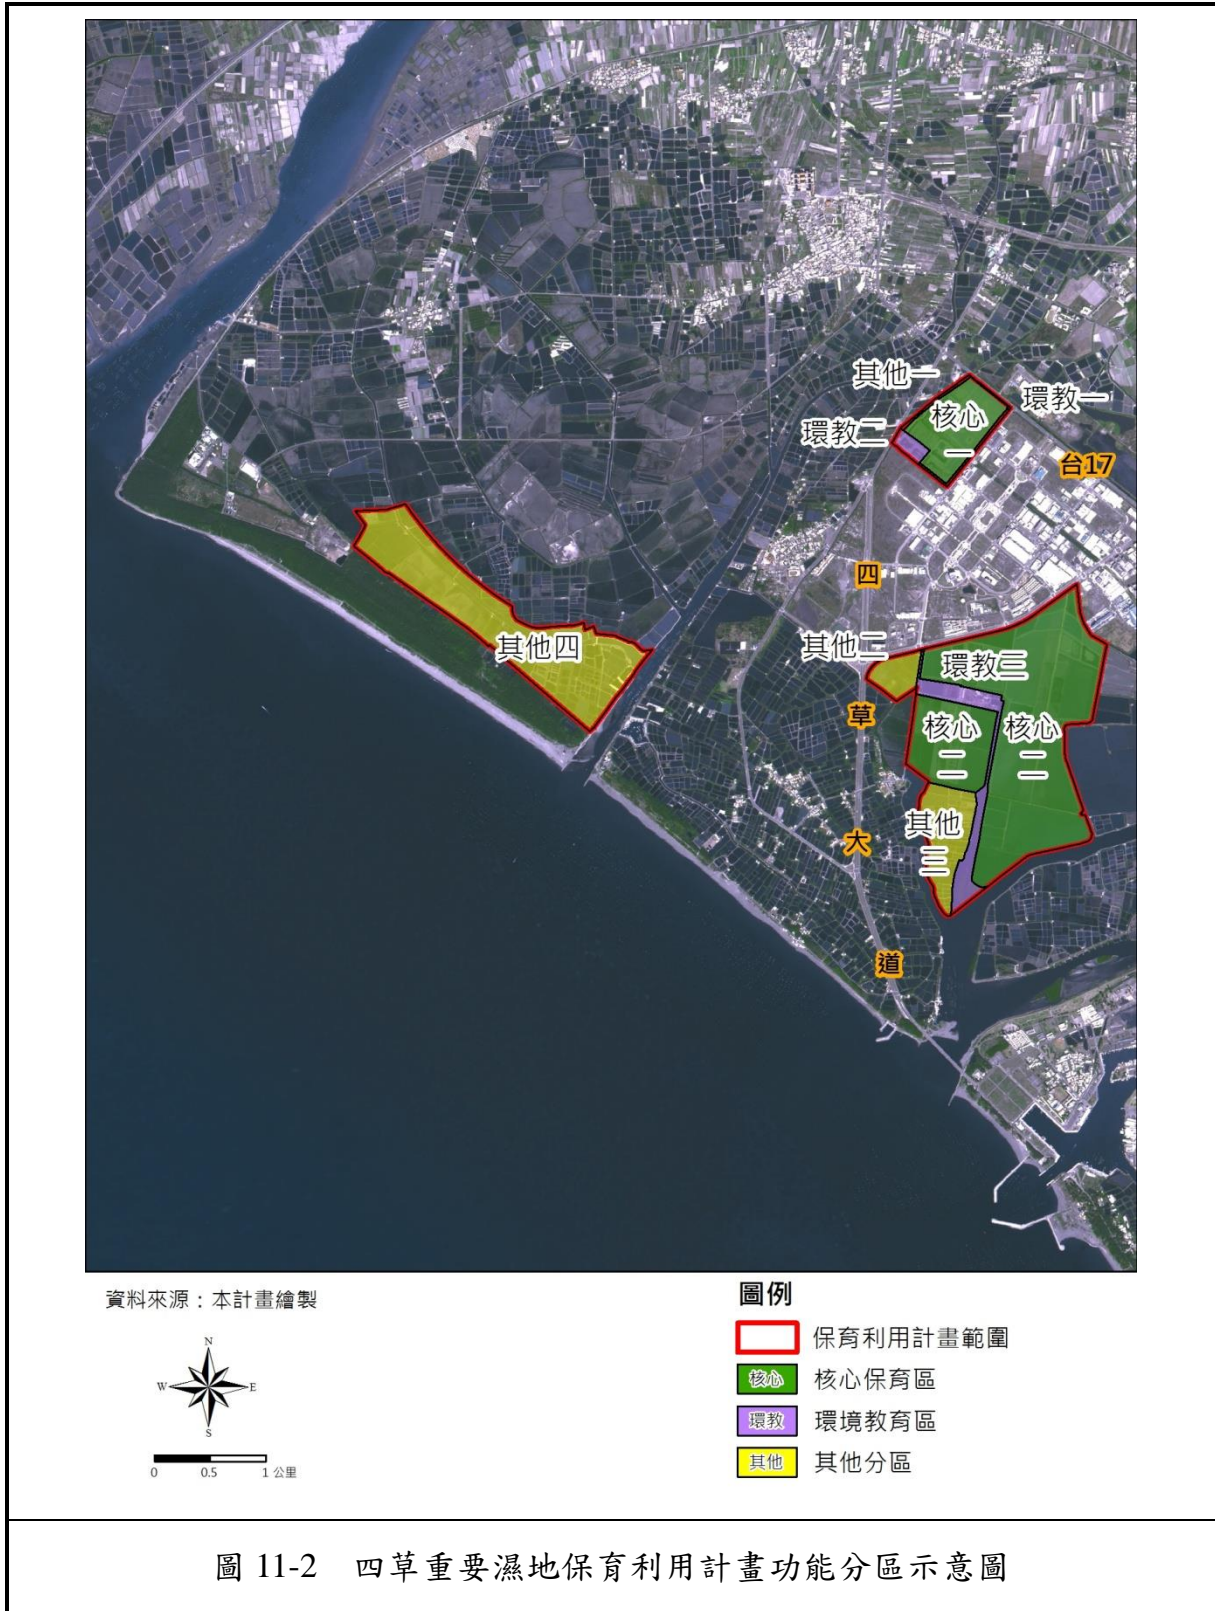 其他一
環教一
核心
一
環教二
台17
四
其他二
其他四
環教三
草
核心
二
核心
二
其他
三
大
道
資料來源：本計畫繪製
N
W
E
S
0
0.5
1 公里
圖例
保育利用計畫範圍
核心
核心保育區
環教
環境教育區
其他
其他分區
圖 11-2 四草重要濕地保育利用計畫功能分區示意圖